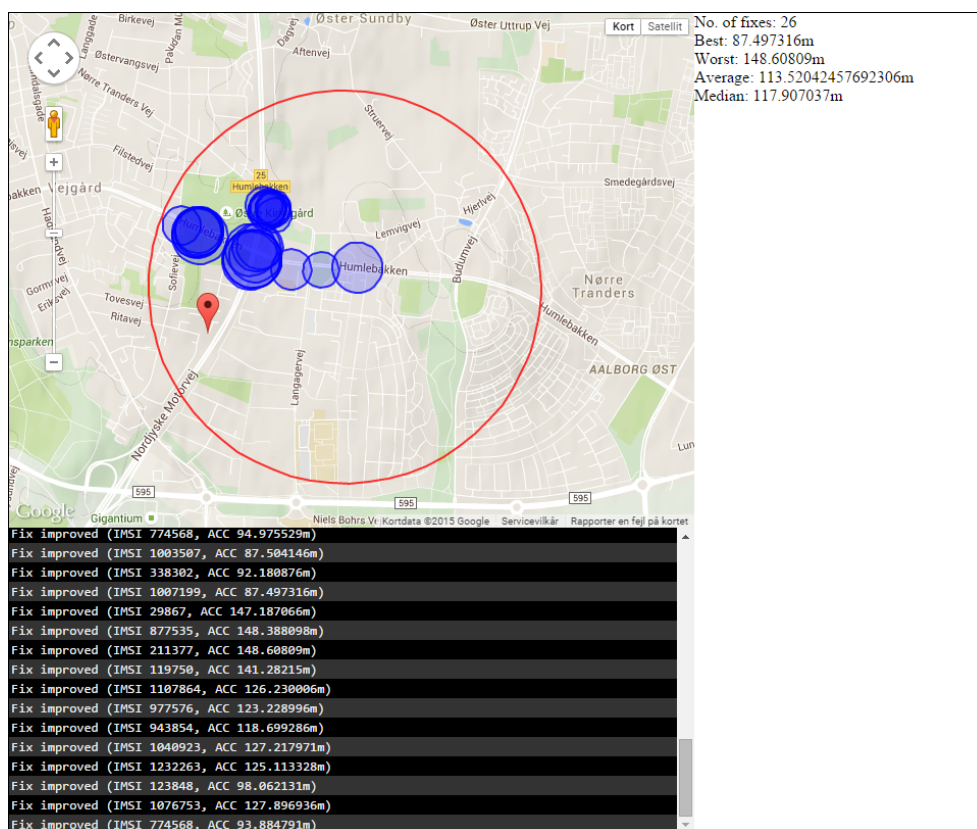 Birkevej
Øster Sundby
Øster Uttrup Vej
Kort
Satellit
No. of fixes: 26
Best: 87.497316m
Worst: 148.60809m
Average: 113.52042457692306m
Median: 117.907037m
Dagvej
Aftenvej
Paludan
Østervangsvej
Nørre Tranders Vej
Struervej
Filstedvej
25
Humlebakken
Smedegårdsvej
Vejgård
Hjerlvej
Lemvigvej
Humlebakken
Humlebakken
Budumvej
Nørre
Tranders
Sofievej
Tovesvej
Ritavej
Humlebakken
AALBORG ØST
Langagervej
Nordjyske Motorvej
595
595
595
Google
Gigantium
Niels Bohrs
Kortdata ©2015 Google
Servicevilkår
Rapporter en fejl på kortet
Fix improved (IMSI 774568, ACC 94.975529m)
Fix improved (IMSI 1003507, ACC 87.504146m)
Fix improved (IMSI 338302, ACC 92.180876m)
Fix improved (IMSI 1007199, ACC 87.497316m)
Fix improved (IMSI 29867, ACC 147.187066m)
Fix improved (IMSI 877535, ACC 148.388098m)
Fix improved (IMSI 211377, ACC 148.60809m)
Fix improved (IMSI 119750, ACC 141.28215m)
Fix improved (IMSI 1107864, ACC 126.230006m)
Fix improved (IMSI 977576, ACC 123.228996m)
Fix improved (IMSI 943854, ACC 118.699286m)
Fix improved (IMSI 1040923, ACC 127.217971m)
Fix improved (IMSI 1232263, ACC 125.113328m)
Fix improved (IMSI 123848, ACC 98.062131m)
Fix improved (IMSI 1076753, ACC 127.896936m)
Fix improved (IMSI 774568, ACC 93.884791m)